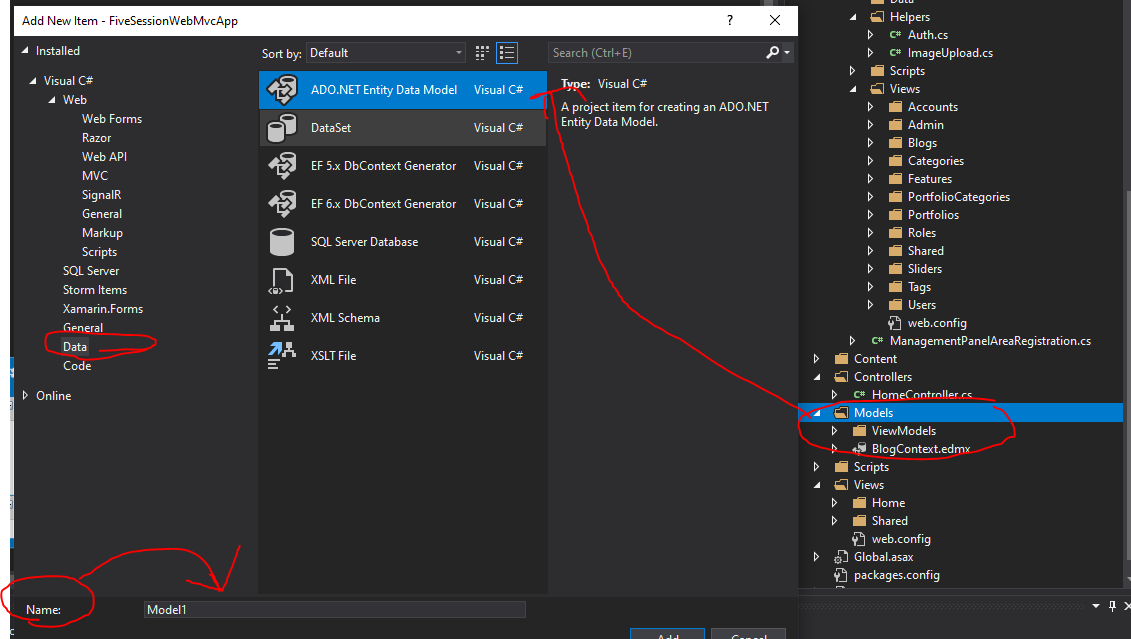 Add New Item - FiveSessionWebMvcApp
?
Installed
Visual C#
Web
Web Forms
Razor
Web API
MVC
SignalR
General
Markup
Scripts
SQL Server
Storm Items
Xamarin.Forms
General
Data
Code
Online
Sort by: Default
Search (Ctrl+E)
ADO.NET Entity Data Model Visual C#
DataSet Visual C#
EF 5.x DbContext Generator Visual C#
EF 6.x DbContext Generator Visual C#
SQL Server Database Visual C#
XML File Visual C#
XML Schema Visual C#
XSLT File Visual C#
Type: Visual C#
A project item for creating an ADO.NET
Entity Data Model.
Name: Model1
Add Cancel
Data
Helpers
C# Auth.cs
C# ImageUpload.cs
Scripts
Views
Accounts
Admin
Blogs
Categories
Features
PortfolioCategories
Portfolios
Roles
Shared
Sliders
Tags
Users
web.config
C# ManagementPanelAreaRegistration.cs
Content
Controllers
C# HomeController.cs
Models
ViewModels
BlogContext.edmx
Scripts
Views
Home
Shared
web.config
Global.asax
packages.config